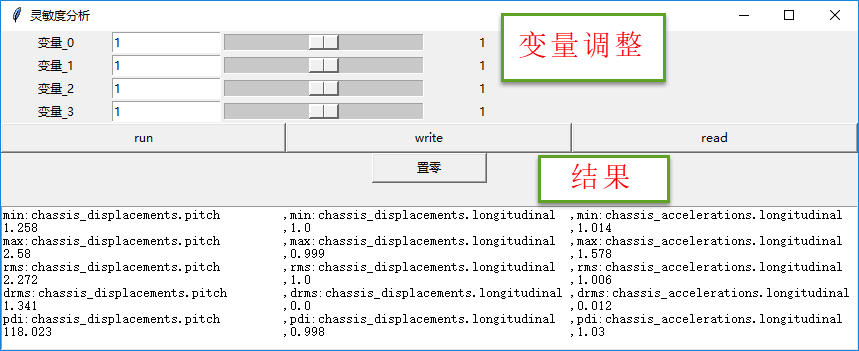 灵敏度分析
变量_0 1 1
变量_1 1 1
变量_2 1 1
变量_3 1 1
变量调整
run write read
置零
结果
min:chassis_displacements.pitch ,min:chassis_displacements.longitudinal ,min:chassis_accelerations.longitudinal
1.258 ,1.0 ,1.014
max:chassis_displacements.pitch ,max:chassis_displacements.longitudinal ,max:chassis_accelerations.longitudinal
2.58 ,0.999 ,1.578
rms:chassis_displacements.pitch ,rms:chassis_displacements.longitudinal ,rms:chassis_accelerations.longitudinal
2.272 ,1.0 ,1.006
drms:chassis_displacements.pitch ,drms:chassis_displacements.longitudinal ,drms:chassis_accelerations.longitudinal
1.341 ,0.0 ,0.012
pdi:chassis_displacements.pitch ,pdi:chassis_displacements.longitudinal ,pdi:chassis_accelerations.longitudinal
118.023 ,0.998 ,1.03